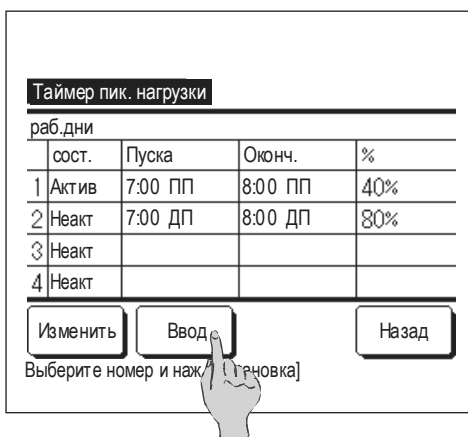 Таймер пик. нагрузки
раб.дни
сост. Пуска Оконч. %
1 Актив 7:00 ПП 8:00 ПП 40%
2 Неакт 7:00 ДП 8:00 ДП 80%
3 Неакт
4 Неакт
Изменить Ввод Назад
Выберите номер и наж